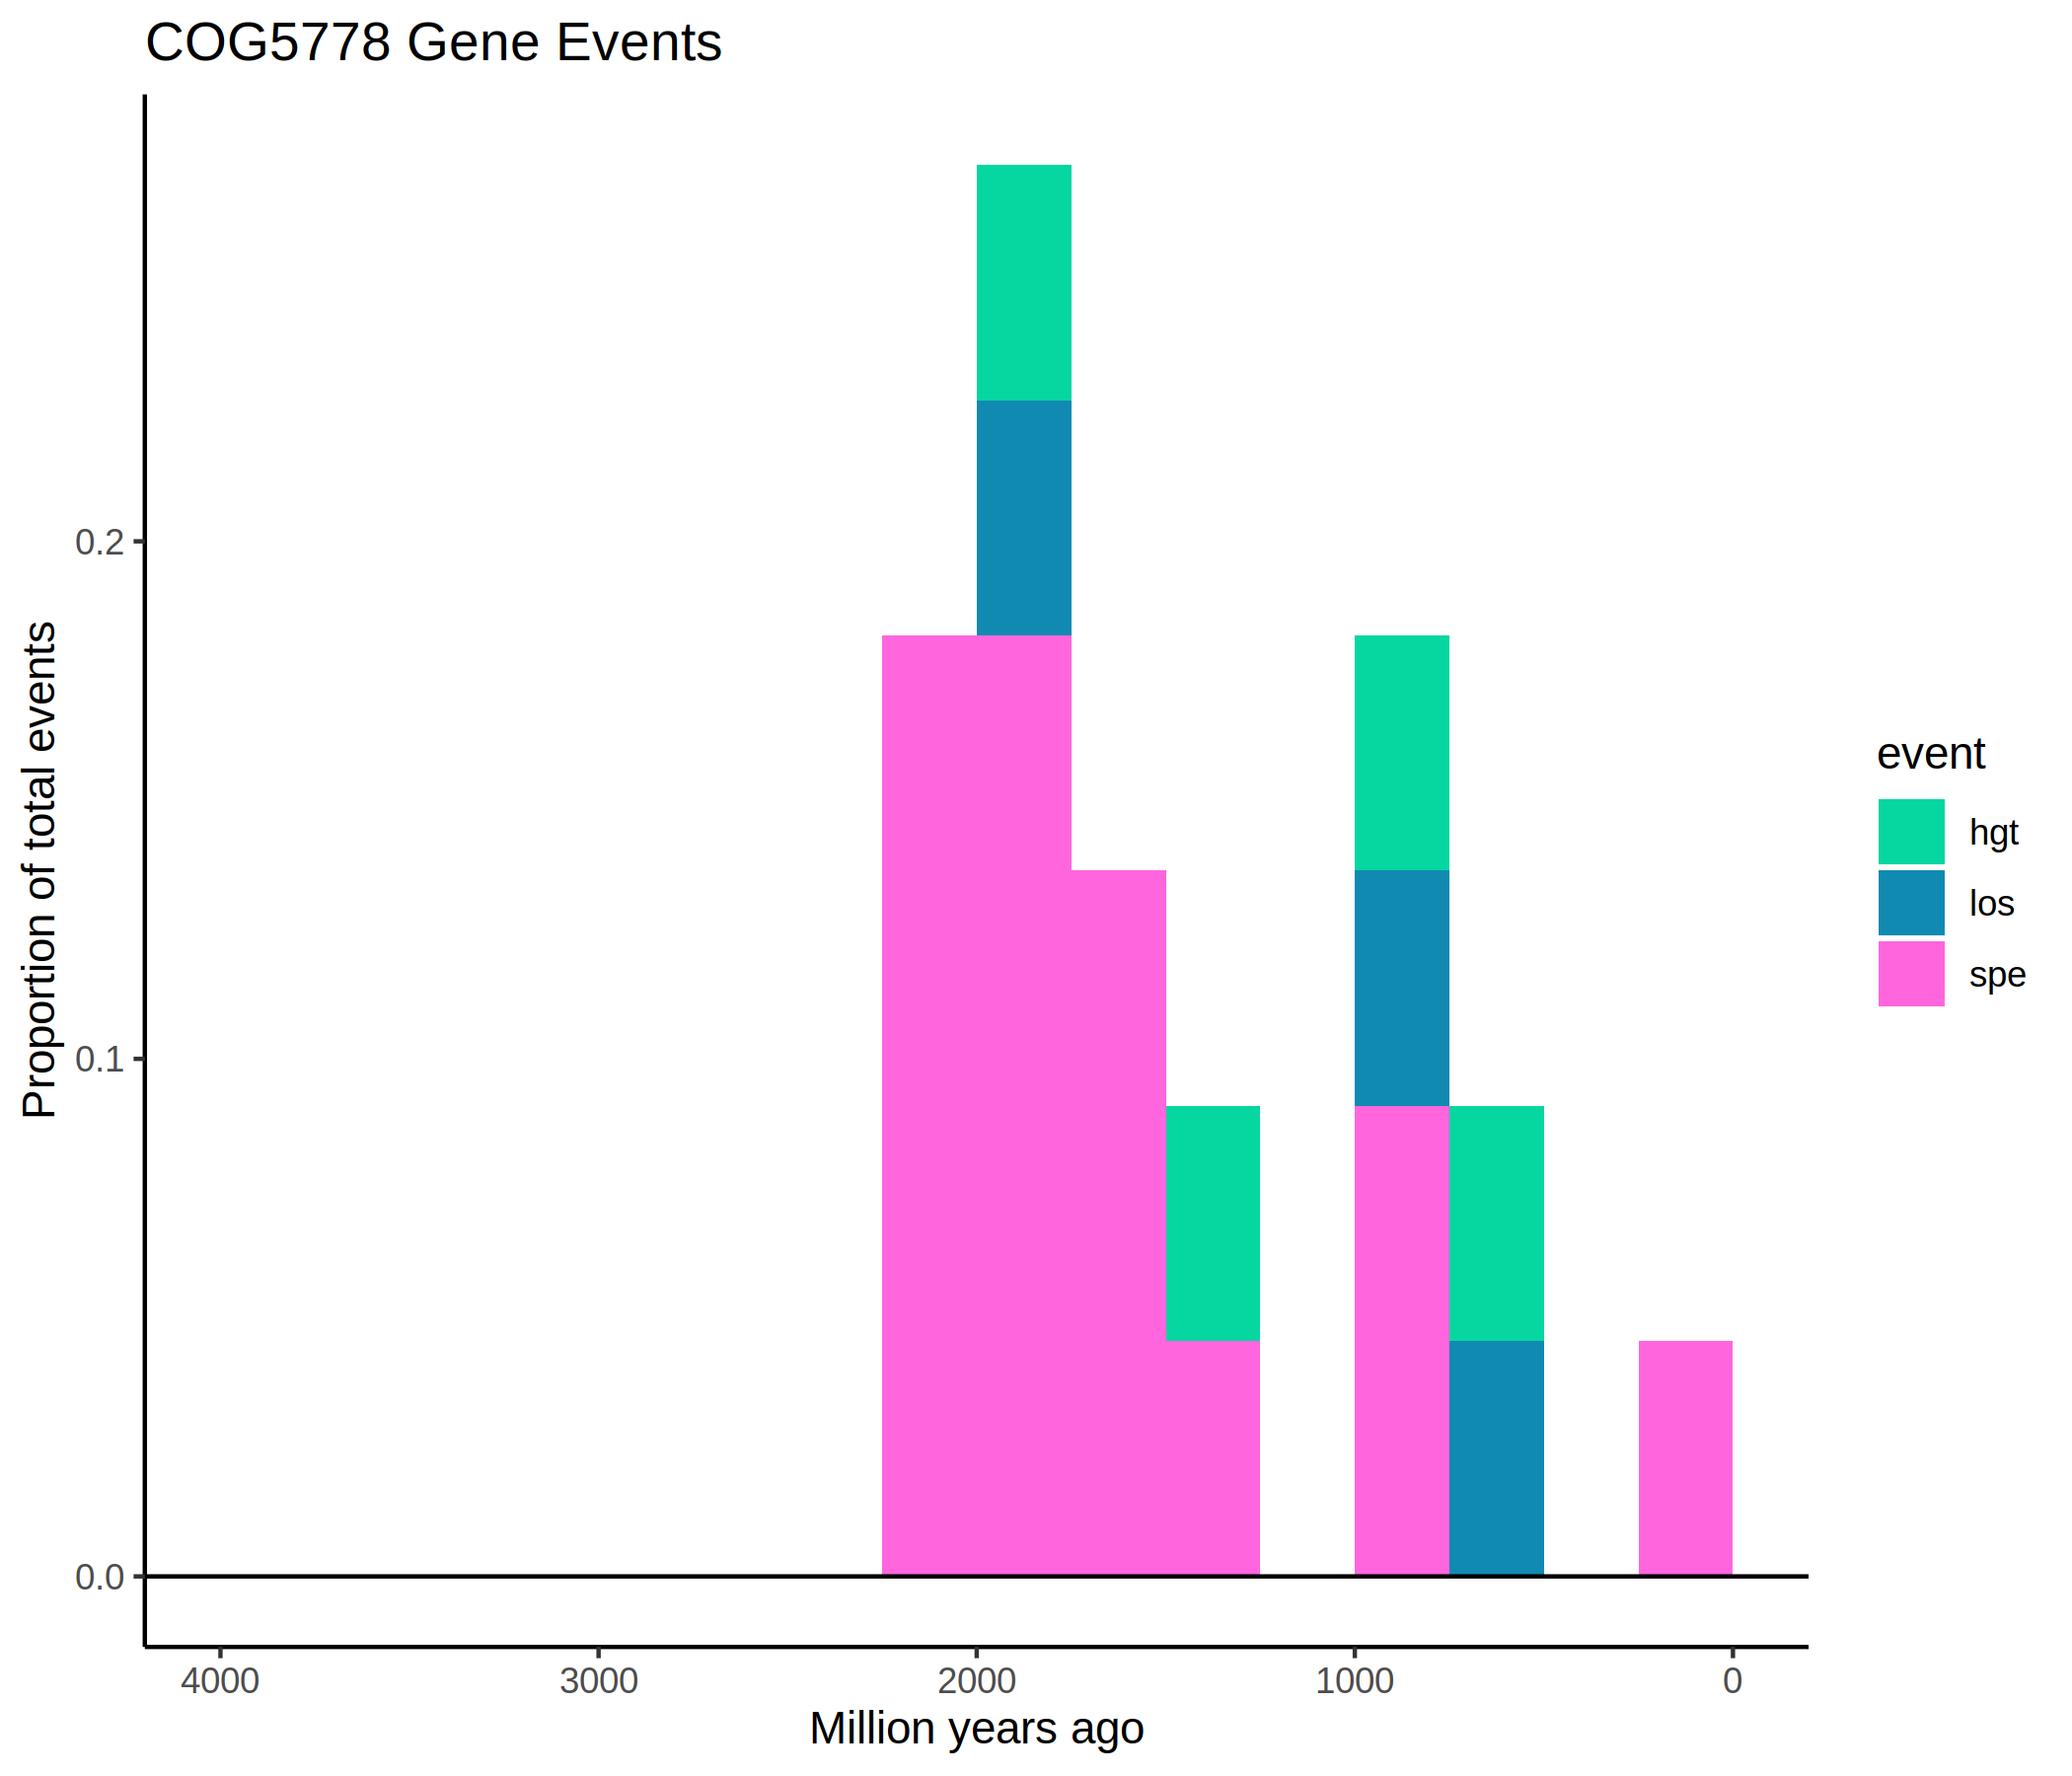 COG5778 Gene Events
Proportion of total events
0.2
0.1
0.0
4000
3000
2000
1000
0
Million years ago
event
hgt
los
spe